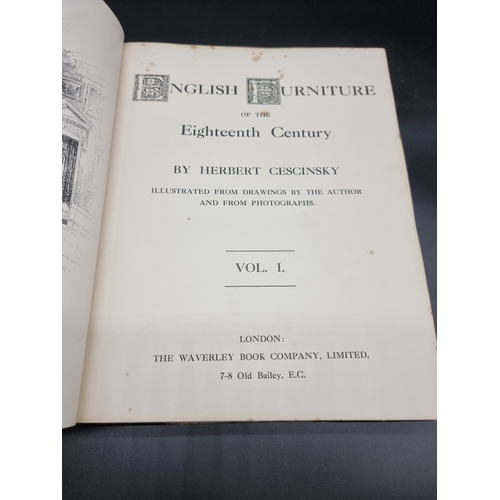 ENGLISH FURNITURE
OF THE
Eighteenth Century
BY HERBERT CESCINSKY
ILLUSTRATED FROM DRAWINGS BY THE AUTHOR
AND FROM PHOTOGRAPHS.
VOL. I.
LONDON:
THE WAVERLEY BOOK COMPANY, LIMITED,
7-8 Old Bailey, E.C.